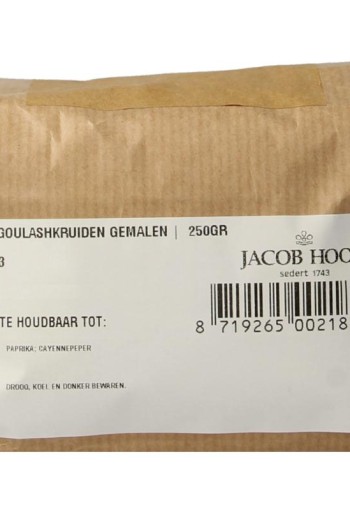 GOULASHKRUIDEN GEMALEN | 250GR
3
JACOB HOO
sedert 1743
TE HOUDBAAR TOT:
8 719265 00218
PAPRIKA; CAYENNEPEPER
DROOG, KOEL EN DONKER BEWAREN.